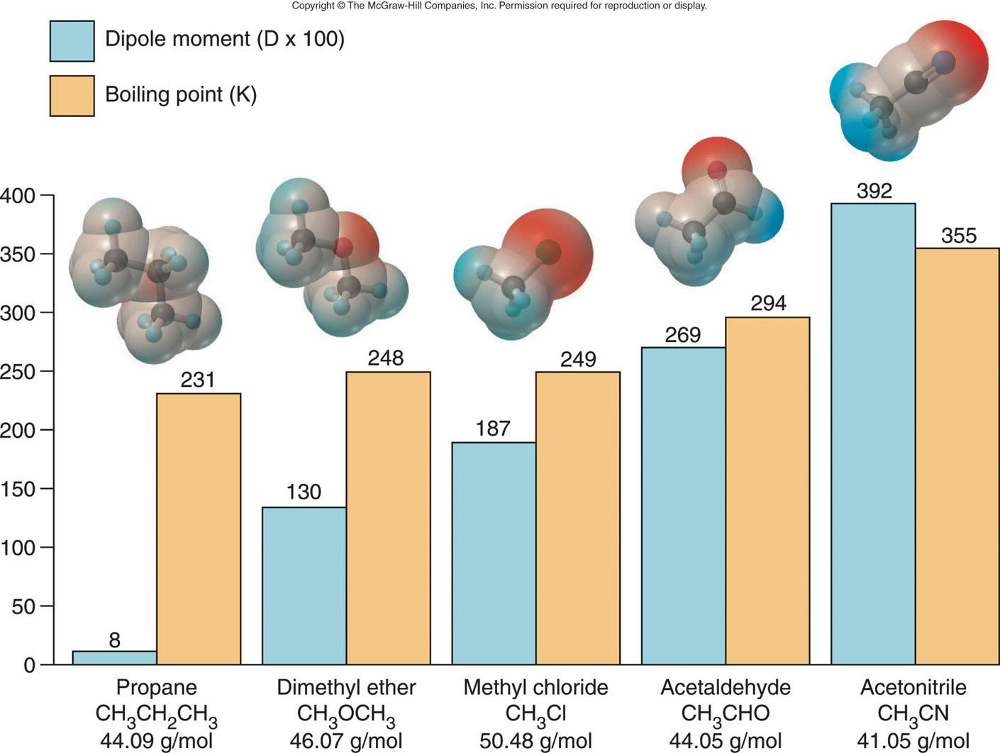 Copyright © The McGraw-Hill Companies, Inc. Permission required for reproduction or display.
Dipole moment (D x 100)
Boiling point (K)
400
350
300
250
200
150
100
50
0
8
231
130
248
187
249
269
294
392
355
Propane
CH₃CH₂CH₃
44.09 g/mol
Dimethyl ether
CH₃OCH₃
46.07 g/mol
Methyl chloride
CH₃Cl
50.48 g/mol
Acetaldehyde
CH₃CHO
44.05 g/mol
Acetonitrile
CH₃CN
41.05 g/mol